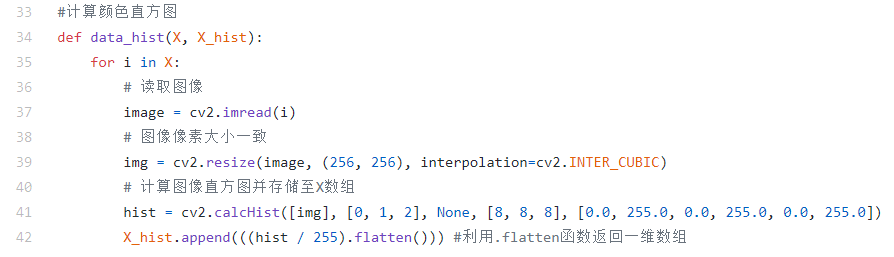 33 #计算颜色直方图
34 def data_hist(X, X_hist):
35     for i in X:
36         # 读取图像
37         image = cv2.imread(i)
38         # 图像像素大小一致
39         img = cv2.resize(image, (256, 256), interpolation=cv2.INTER_CUBIC)
40         # 计算图像直方图并存储至X数组
41         hist = cv2.calcHist([img], [0, 1, 2], None, [8, 8, 8], [0.0, 255.0, 0.0, 255.0, 0.0, 255.0])
42         X_hist.append(((hist / 255).flatten())) #利用.flatten函数返回一维数组